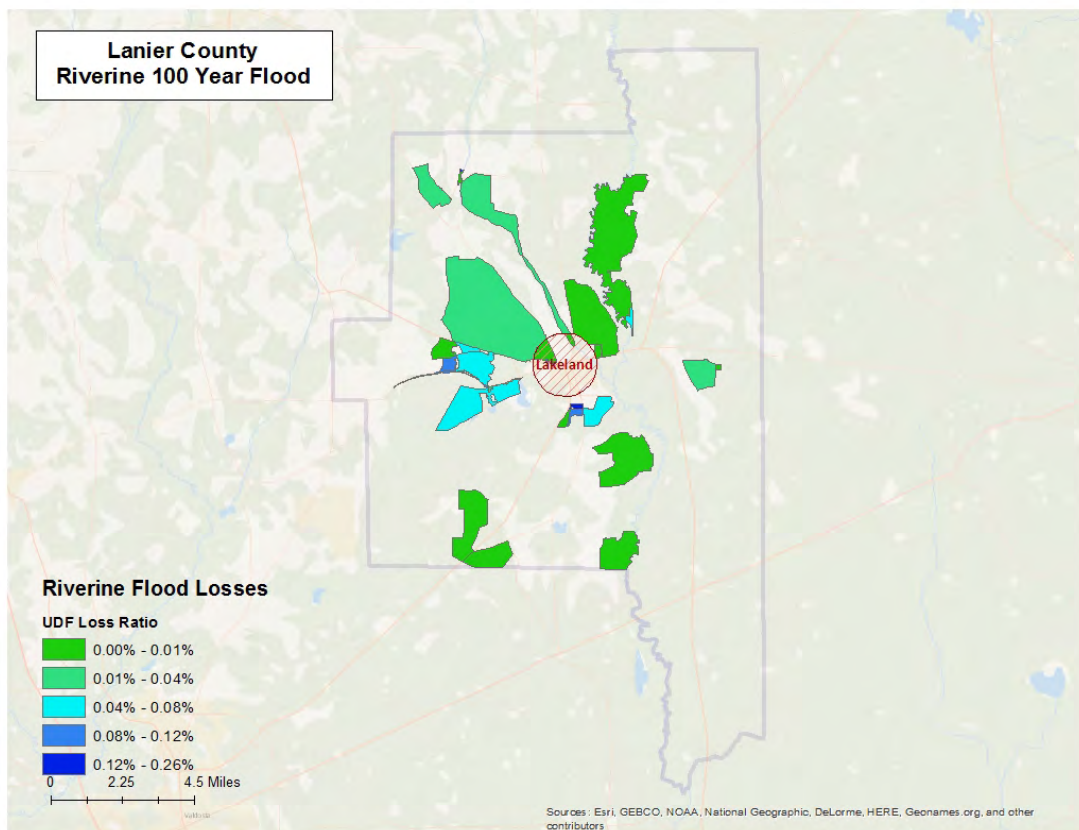 Lanier County
Riverine 100 Year Flood
Lakeland
Riverine Flood Losses
UDF Loss Ratio
0.00% - 0.01%
0.01% - 0.04%
0.04% - 0.08%
0.08% - 0.12%
0.12% - 0.26%
0 2.25 4.5 Miles
Valdosta
Sources: Esri, GEBCO, NOAA, National Geographic, DeLorme, HERE, Geonames.org, and other
contributors